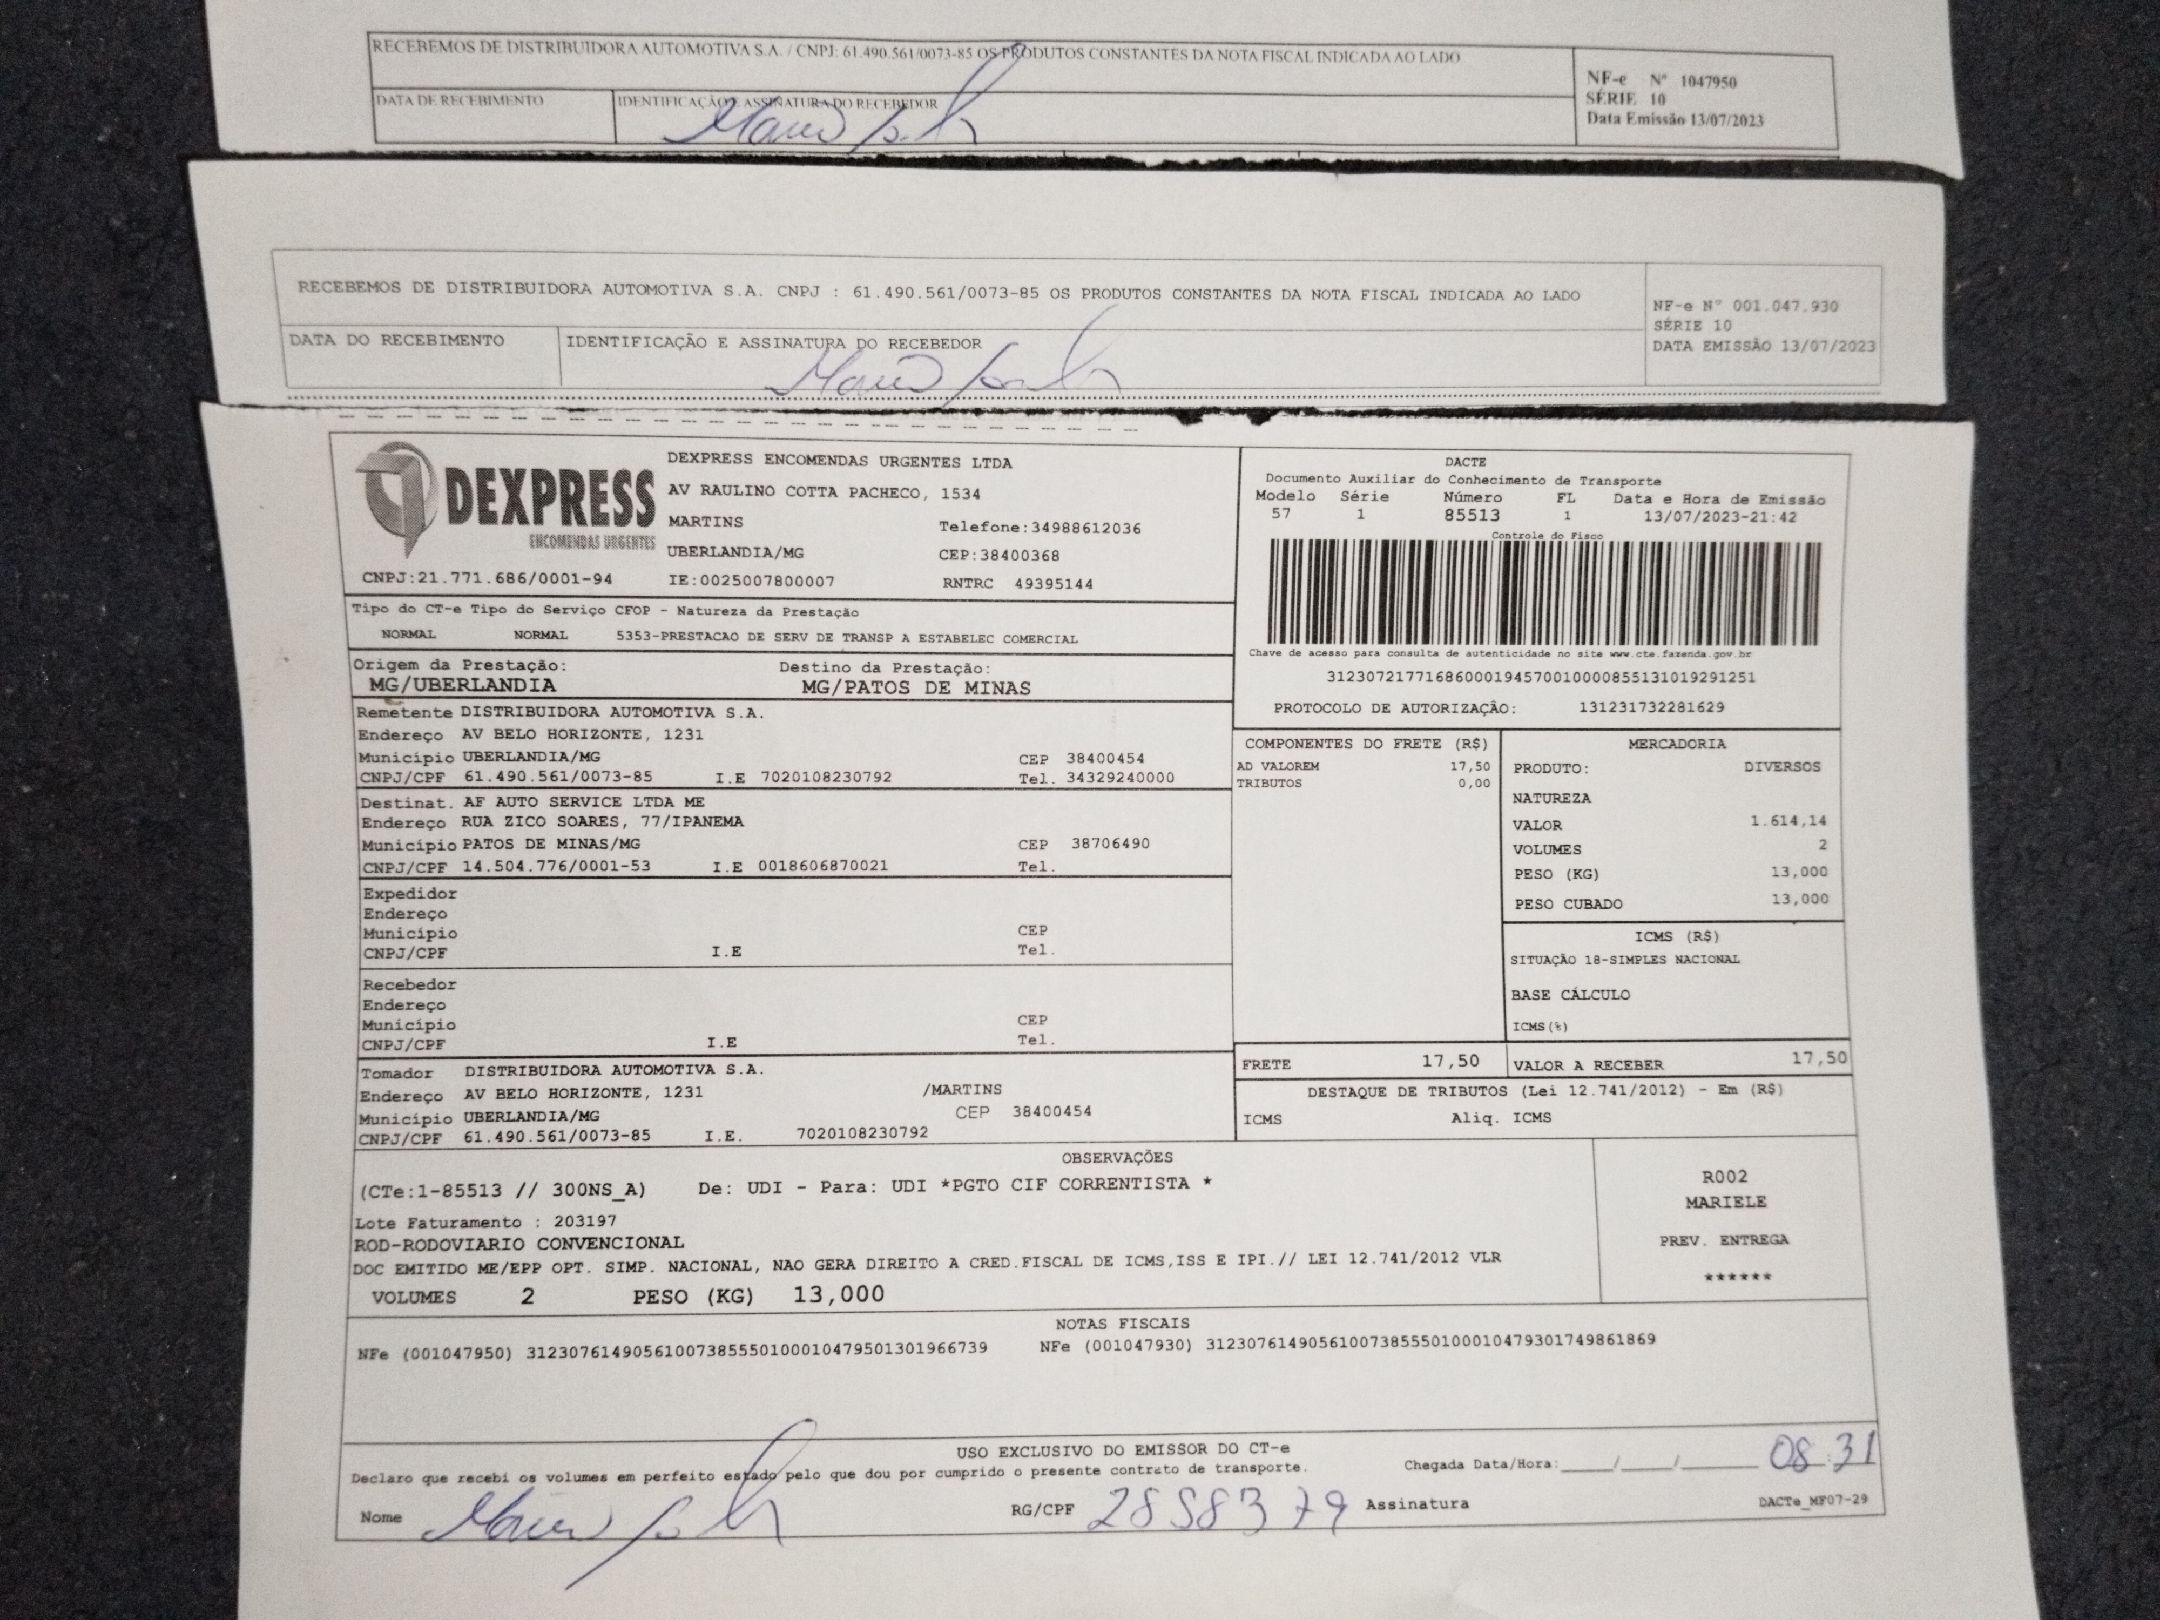 RECEBEMOS DE DISTRIBUIDORA AUTOMOTIVA S.A. / CNPJ: 61.490.561/0073-85 OS PRODUTOS CONSTANTES DA NOTA FISCAL INDICADA AO LADO
NF-e Nº 1047950
SÉRIE 10
Data Emissão 13/07/2023
DATA DE RECEBIMENTO
IDENTIFICAÇÃO E ASSINATURA DO RECEBEDOR
RECEBEMOS DE DISTRIBUIDORA AUTOMOTIVA S.A. CNPJ : 61.490.561/0073-85 OS PRODUTOS CONSTANTES DA NOTA FISCAL INDICADA AO LADO
NF-e Nº 001.047.930
SÉRIE 10
DATA EMISSÃO 13/07/2023
DATA DO RECEBIMENTO
IDENTIFICAÇÃO E ASSINATURA DO RECEBEDOR
DEXPRESS
ENCOMENDAS URGENTES
CNPJ:21.771.686/0001-94
DEXPRESS ENCOMENDAS URGENTES LTDA
AV RAULINO COTTA PACHECO, 1534
MARTINS Telefone:34988612036
UBERLANDIA/MG CEP:38400368
IE:0025007800007 RNTRC 49395144
DACTE
Documento Auxiliar do Conhecimento de Transporte
Modelo Série Número FL Data e Hora de Emissão
57 1 85513 1 13/07/2023-21:42
Controle do Fisco
Chave de acesso para consulta de autenticidade no site www.cte.fazenda.gov.br
31230721771686000194570010000855131019291251
PROTOCOLO DE AUTORIZAÇÃO: 131231732281629
Tipo do CT-e Tipo do Serviço CFOP - Natureza da Prestação
NORMAL NORMAL 5353-PRESTACAO DE SERV DE TRANSP A ESTABELEC COMERCIAL
Origem da Prestação: Destino da Prestação:
MG/UBERLANDIA MG/PATOS DE MINAS
Remetente DISTRIBUIDORA AUTOMOTIVA S.A.
Endereço AV BELO HORIZONTE, 1231
Município UBERLANDIA/MG CEP 38400454
CNPJ/CPF 61.490.561/0073-85 I.E 7020108230792 Tel. 34329240000
Destinat. AF AUTO SERVICE LTDA ME
Endereço RUA ZICO SOARES, 77/IPANEMA
Município PATOS DE MINAS/MG CEP 38706490
CNPJ/CPF 14.504.776/0001-53 I.E 0018606870021 Tel.
Expedidor
Endereço
Município CEP
CNPJ/CPF I.E Tel.
Recebedor
Endereço
Município CEP
CNPJ/CPF I.E Tel.
Tomador DISTRIBUIDORA AUTOMOTIVA S.A.
Endereço AV BELO HORIZONTE, 1231 /MARTINS
Município UBERLANDIA/MG CEP 38400454
CNPJ/CPF 61.490.561/0073-85 I.E. 7020108230792
COMPONENTES DO FRETE (R$)
AD VALOREM 17,50
TRIBUTOS 0,00
MERCADORIA
PRODUTO: DIVERSOS
NATUREZA
VALOR 1.614,14
VOLUMES 2
PESO (KG) 13,000
PESO CUBADO 13,000
ICMS (R$)
SITUAÇÃO 18-SIMPLES NACIONAL
BASE CÁLCULO
ICMS(%)
FRETE 17,50 VALOR A RECEBER 17,50
DESTAQUE DE TRIBUTOS (Lei 12.741/2012) - Em (R$)
ICMS Aliq. ICMS
OBSERVAÇÕES
(CTe:1-85513 // 300NS_A) De: UDI - Para: UDI *PGTO CIF CORRENTISTA *
Lote Faturamento : 203197
ROD-RODOVIARIO CONVENCIONAL
DOC EMITIDO ME/EPP OPT. SIMP. NACIONAL, NAO GERA DIREITO A CRED.FISCAL DE ICMS,ISS E IPI.// LEI 12.741/2012 VLR
VOLUMES 2 PESO (KG) 13,000
R002
MARIELE
PREV. ENTREGA
******
NOTAS FISCAIS
NFe (001047950) 31230761490561007385550100010479501301966739 NFe (001047930) 31230761490561007385550100010479301749861869
USO EXCLUSIVO DO EMISSOR DO CT-e
Declaro que recebi os volumes em perfeito estado pelo que dou por cumprido o presente contrato de transporte.
Chegada Data/Hora:____/____/______ 08:31
Nome RG/CPF 28588379 Assinatura DACTe_MF07-29